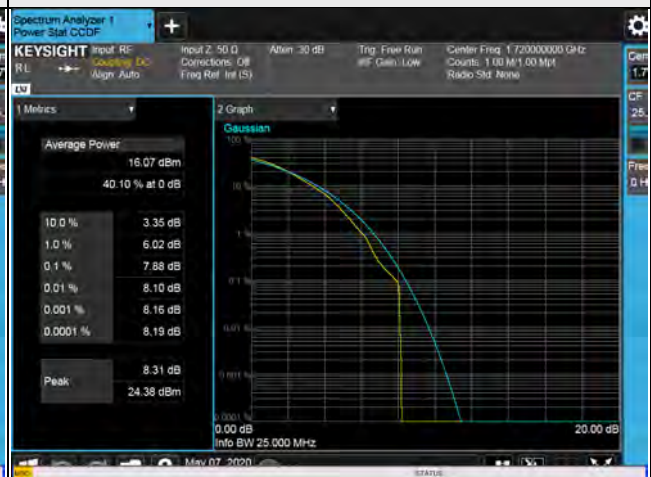 Spectrum Analyzer 1
Power Stat CCDF
+
KEYSIGHT Input: RF Input Z: 50 Ω Atten: 30 dB Trig: Free Run Center Freq: 1.720000000 GHz
RL Coupling: DC Corrections: Off #IF Gain: Low Counts: 1.00 M/1.00 Mpt
Align: Auto Freq Ref: Int (S) Radio Std: None
LXI
1 Metrics
2 Graph
Gaussian
Average Power
16.07 dBm
40.10 % at 0 dB
10.0 % 3.35 dB
1.0 % 6.02 dB
0.1 % 7.88 dB
0.01 % 8.10 dB
0.001 % 8.16 dB
0.0001 % 8.19 dB
Peak 8.31 dB
24.38 dBm
100 %
10 %
1 %
0.1 %
0.01 %
0.001 %
0.0001 %
0.00 dB 20.00 dB
Info BW 25.000 MHz
May 07, 2020
MSG STATUS
CF
25.